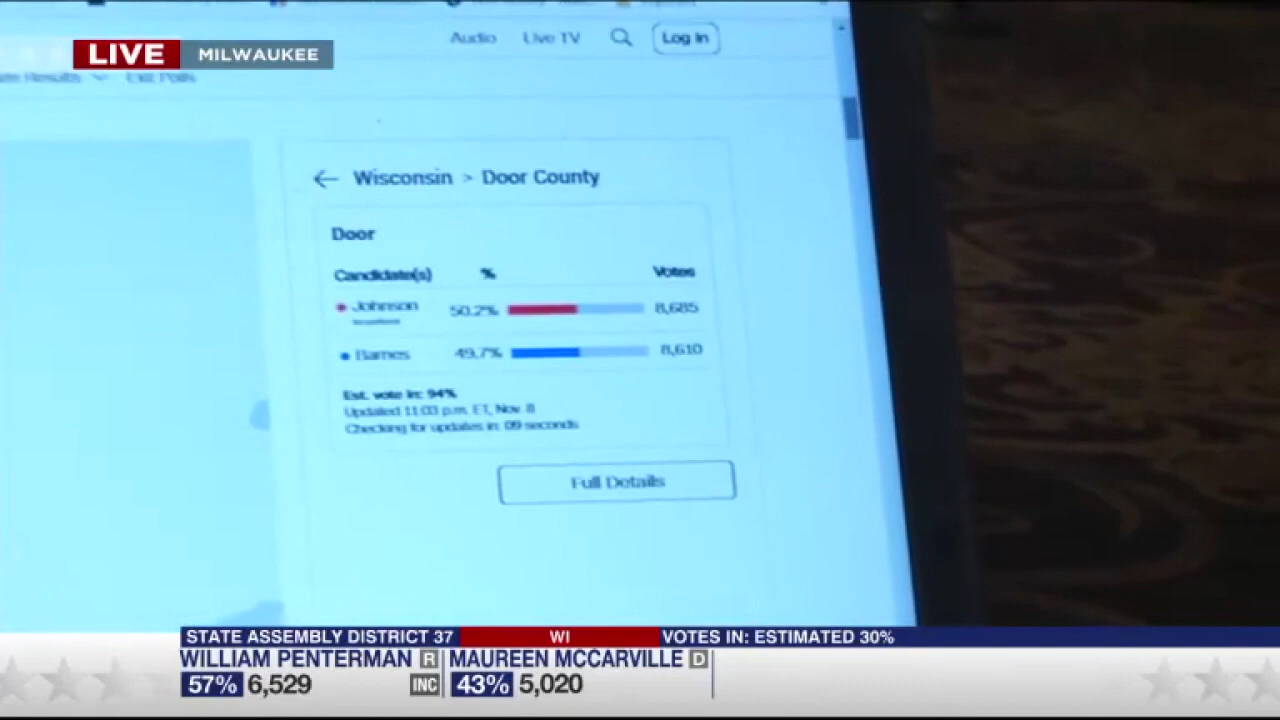 Audio Live TV Log In
LIVE MILWAUKEE
Results Exit Polls
← Wisconsin > Door County
Door
Candidate(s) % Votes
Johnson 50.2% 8,685
Barnes 49.7% 8,610
Est. vote in: 94%
Updated 11:03 p.m. ET, Nov. 8
Checking for updates in: 09 seconds
Full Details
STATE ASSEMBLY DISTRICT 37 WI VOTES IN: ESTIMATED 30%
WILLIAM PENTERMAN R MAUREEN MCCARVILLE D
57% 6,529 INC 43% 5,020